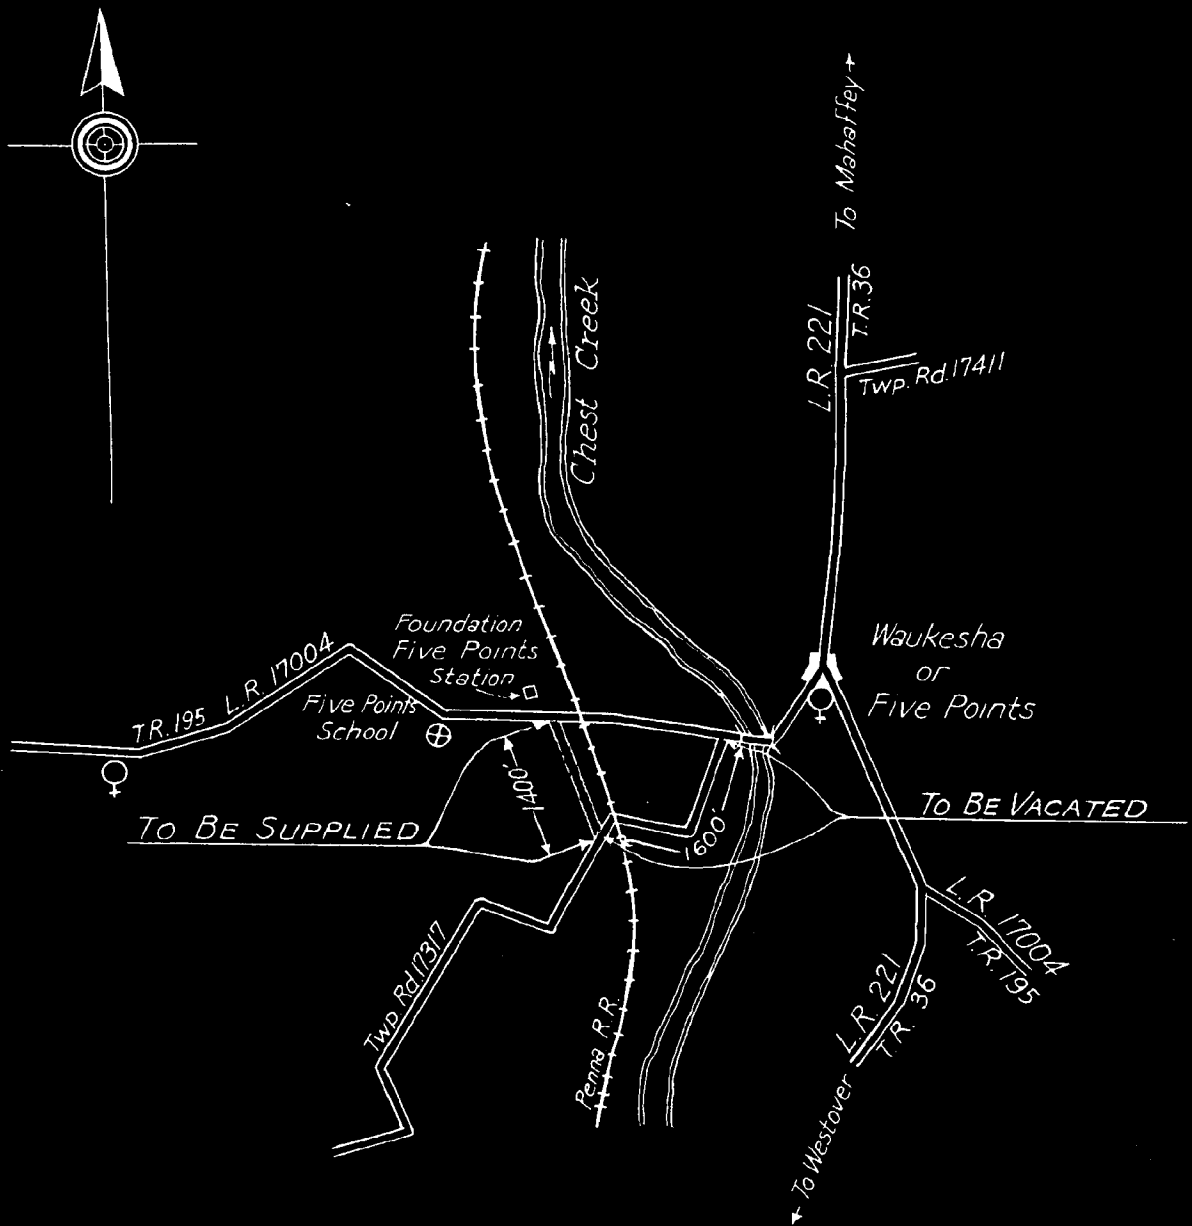 To Mahaffey
L.R. 221
T.R. 36
Twp. Rd. 17411
Chest Creek
Foundation
Five Points
Station
Waukesha
or
Five Points
T.R. 195
L.R. 17004
Five Points
School
1400'
1600'
TO BE SUPPLIED
TO BE VACATED
L.R. 17004
T.R. 195
Twp. Rd. 17317
Penna R.R.
L.R. 221
T.R. 36
To Westover